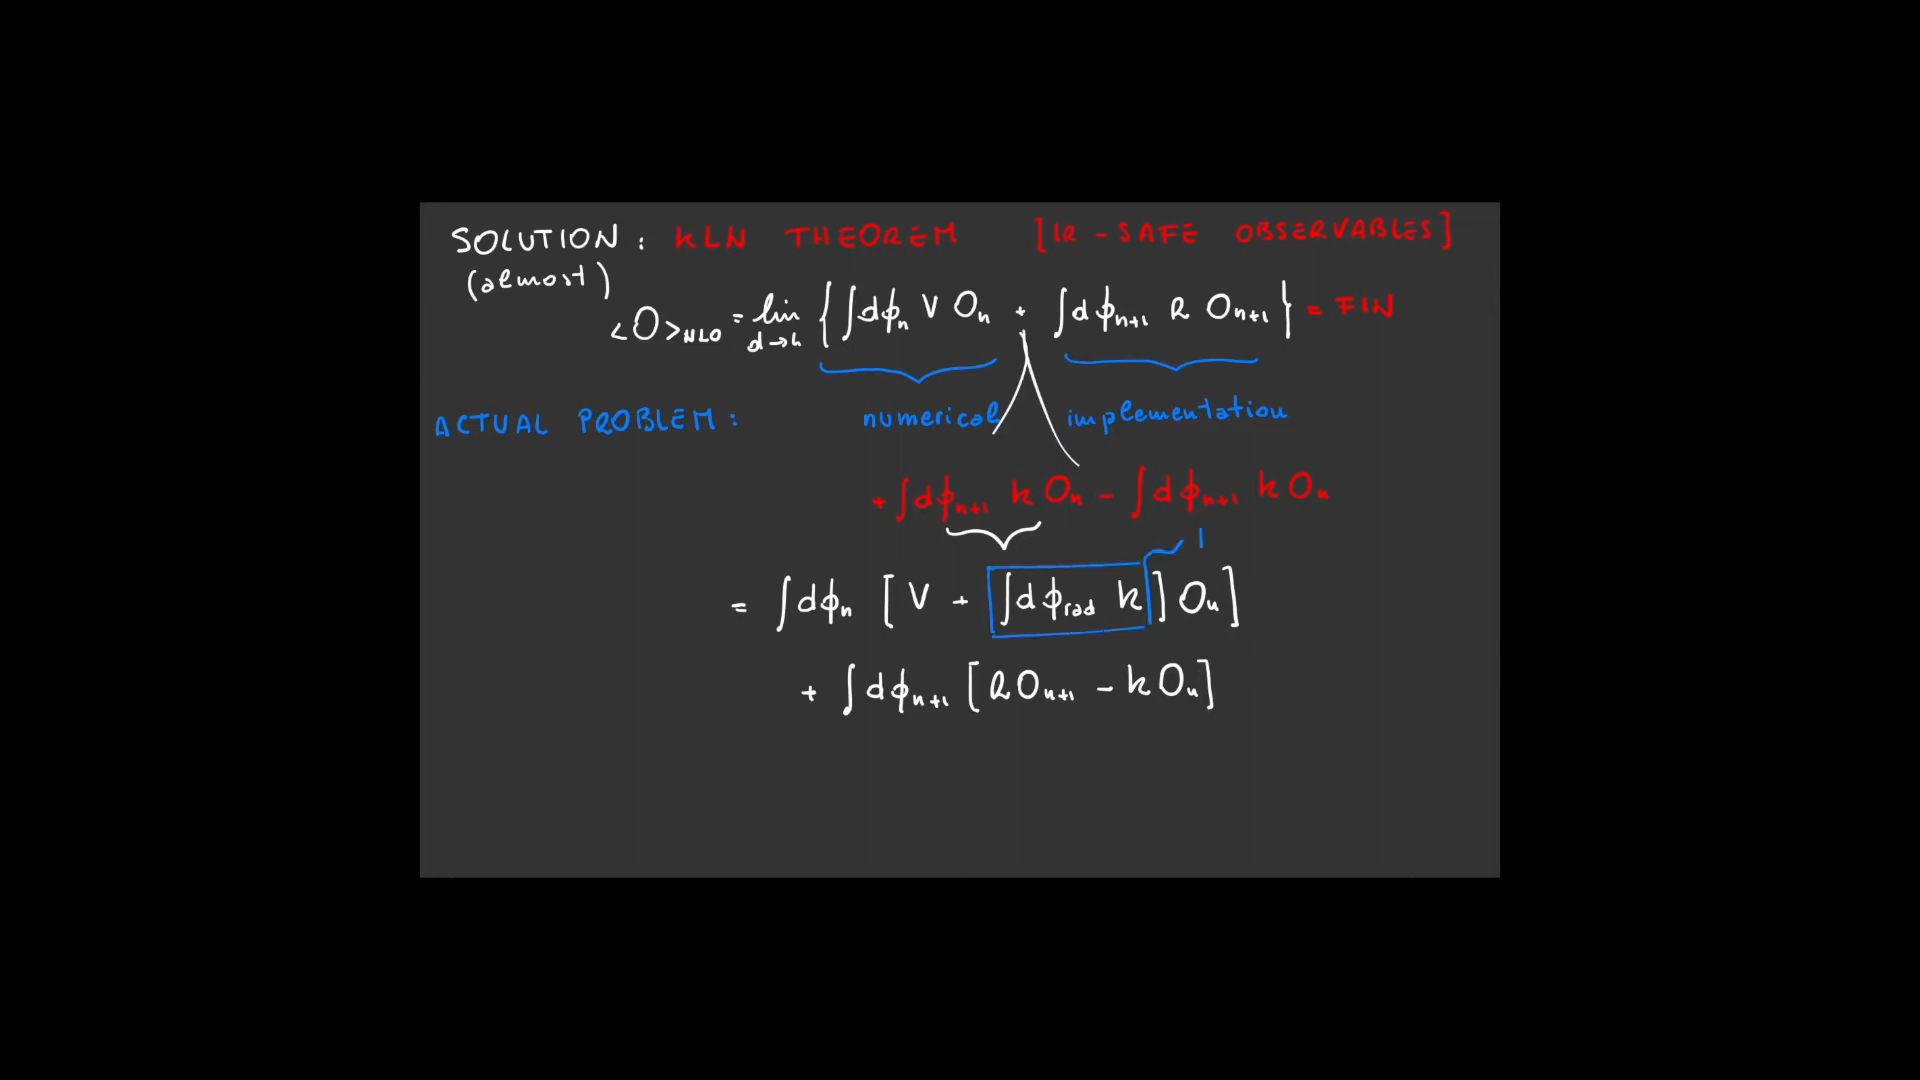 SOLUTION: KLN THEOREM [IR-SAFE OBSERVABLES]
(almost)
<O>NLO = lim d→4 {∫dϕn V On + ∫dϕn+1 R On+1} = FIN
ACTUAL PROBLEM: numerical implementation
+∫dϕn+1 K On - ∫dϕn+1 K On
I
= ∫dϕn [V + ∫dϕrad K] On]
+ ∫dϕn+1 [R On+1 - K On]